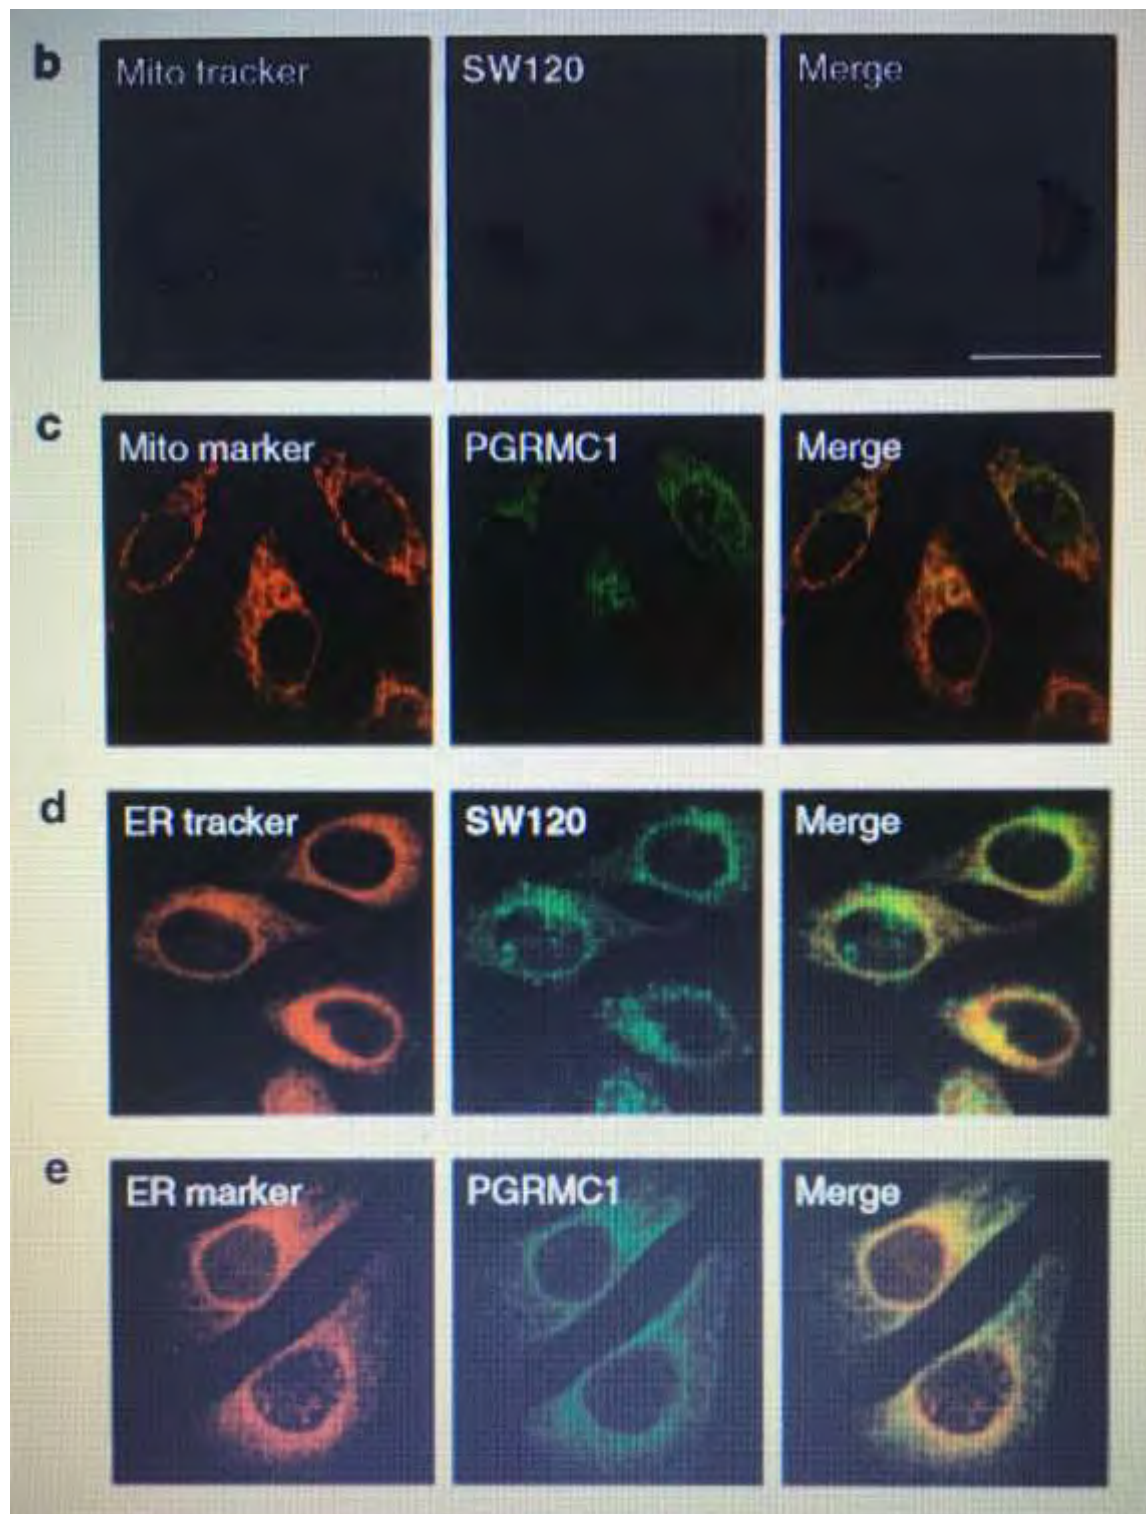 b
Mito tracker
SW120
Merge
c
Mito marker
PGRMC1
Merge
d
ER tracker
SW120
Merge
e
ER marker
PGRMC1
Merge